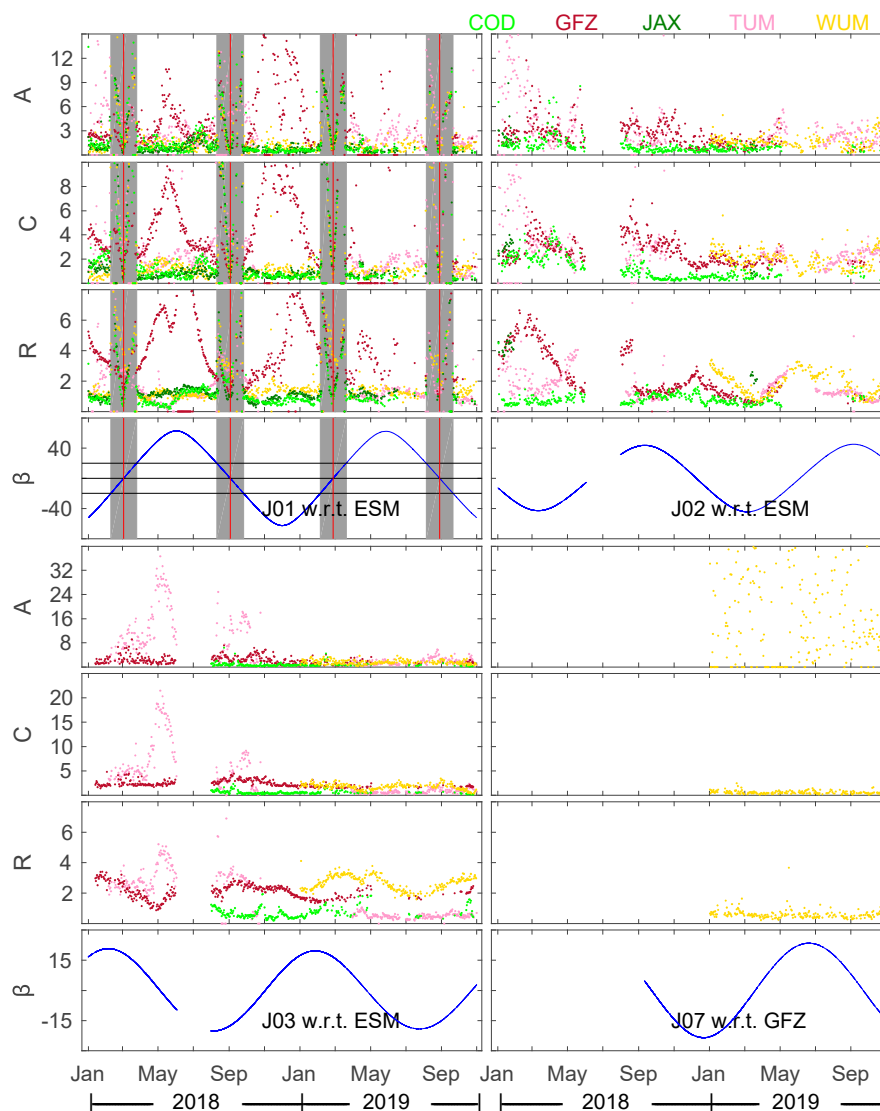 COD GFZ JAX TUM WUM
A
12
9
6
3
C
8
6
4
2
R
6
4
2
β
40
-40
J01 w.r.t. ESM
J02 w.r.t. ESM
A
32
24
16
8
C
20
15
10
5
R
6
4
2
β
15
-15
J03 w.r.t. ESM
J07 w.r.t. GFZ
Jan May Sep Jan May Sep Jan May Sep Jan May Sep
2018 2019 2018 2019